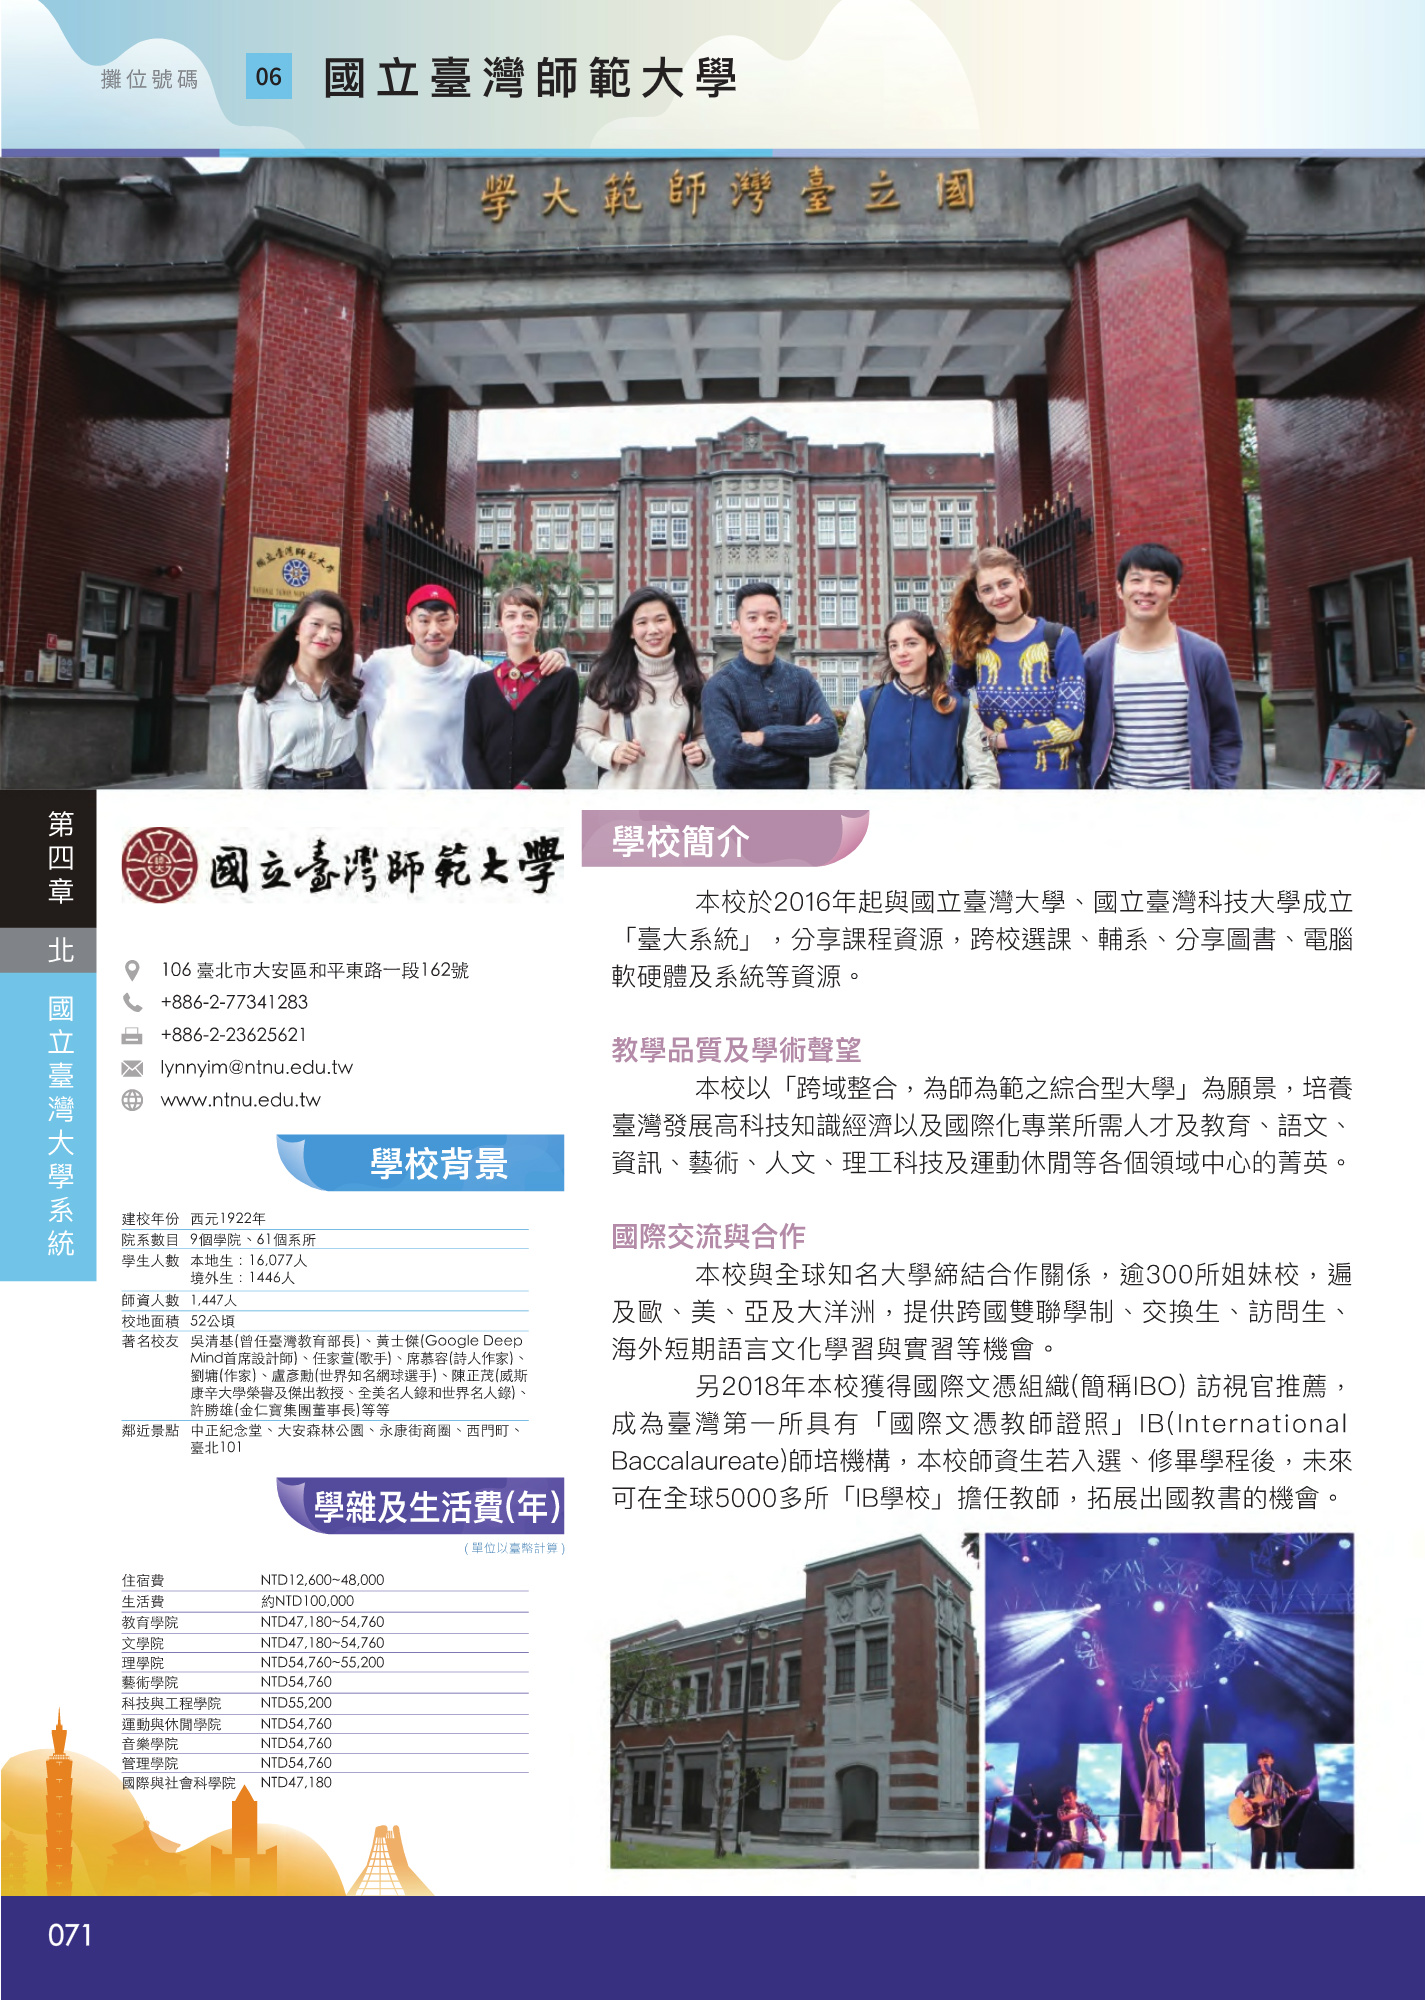 攤位號碼 06 國立臺灣師範大學
學大範師灣臺立國
國立臺灣師範大學
第四章
北
國立臺灣大學系統
國立臺灣師範大學
106 臺北市大安區和平東路一段162號
+886-2-77341283
+886-2-23625621
lynnyim@ntnu.edu.tw
www.ntnu.edu.tw
學校背景
建校年份 西元1922年
院系數目 9個學院、61個系所
學生人數 本地生：16,077人
境外生：1446人
師資人數 1,447人
校地面積 52公頃
著名校友 吳清基(曾任臺灣教育部長)、黃士傑(Google Deep
Mind首席設計師)、任家萱(歌手)、席慕容(詩人作家)、
劉墉(作家)、盧彥勳(世界知名網球選手)、陳正茂(威斯
康辛大學榮譽及傑出教授、全美名人錄和世界名人錄)、
許勝雄(金仁寶集團董事長)等等
鄰近景點 中正紀念堂、大安森林公園、永康街商圈、西門町、
臺北101
學雜及生活費(年)
(單位以臺幣計算)
住宿費 NTD12,600~48,000
生活費 約NTD100,000
教育學院 NTD47,180~54,760
文學院 NTD47,180~54,760
理學院 NTD54,760~55,200
藝術學院 NTD54,760
科技與工程學院 NTD55,200
運動與休閒學院 NTD54,760
音樂學院 NTD54,760
管理學院 NTD54,760
國際與社會科學院 NTD47,180
學校簡介
本校於2016年起與國立臺灣大學、國立臺灣科技大學成立
「臺大系統」，分享課程資源，跨校選課、輔系、分享圖書、電腦
軟硬體及系統等資源。
教學品質及學術聲望
本校以「跨域整合，為師為範之綜合型大學」為願景，培養
臺灣發展高科技知識經濟以及國際化專業所需人才及教育、語文、
資訊、藝術、人文、理工科技及運動休閒等各個領域中心的菁英。
國際交流與合作
本校與全球知名大學締結合作關係，逾300所姐妹校，遍
及歐、美、亞及大洋洲，提供跨國雙聯學制、交換生、訪問生、
海外短期語言文化學習與實習等機會。
另2018年本校獲得國際文憑組織(簡稱IBO) 訪視官推薦，
成為臺灣第一所具有「國際文憑教師證照」IB(International
Baccalaureate)師培機構，本校師資生若入選、修畢學程後，未來
可在全球5000多所「IB學校」擔任教師，拓展出國教書的機會。
071